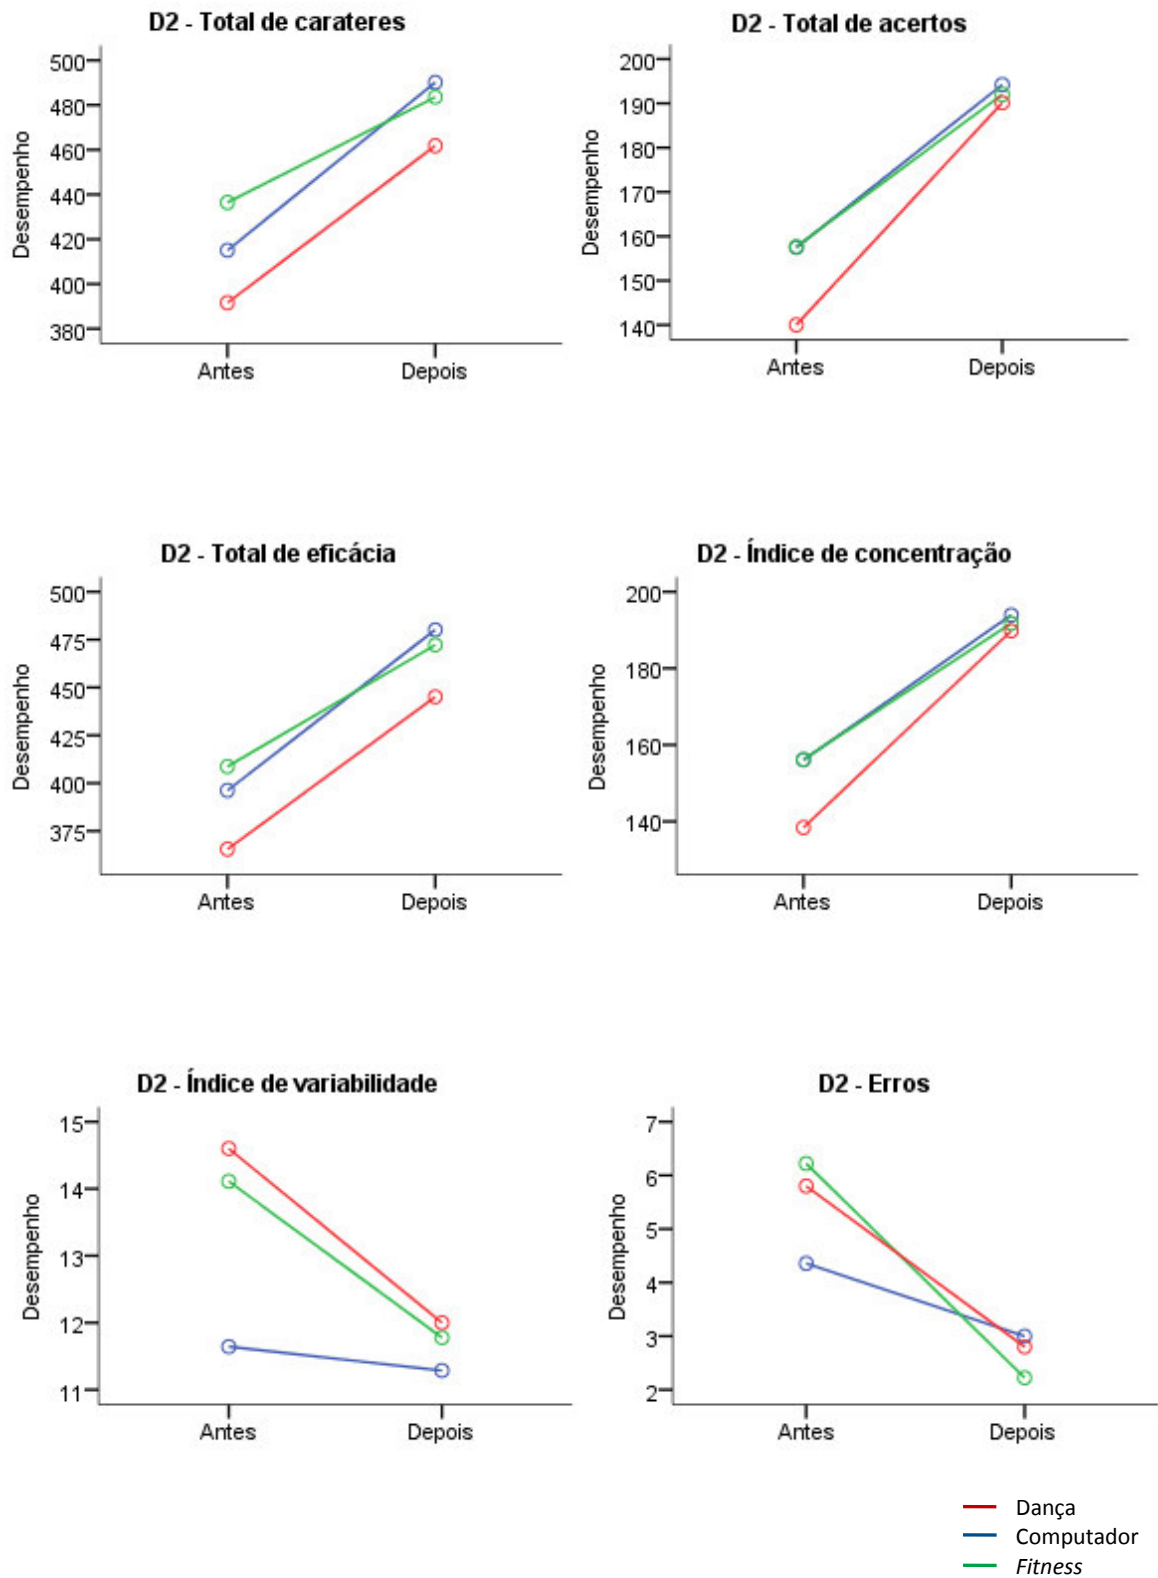 D2 - Total de carateres
500
480
460
440
420
400
380
Desempenho
Antes
Depois
D2 - Total de acertos
200
190
180
170
160
150
140
Desempenho
Antes
Depois
D2 - Total de eficácia
500
475
450
425
400
375
Desempenho
Antes
Depois
D2 - Índice de concentração
200
180
160
140
Desempenho
Antes
Depois
D2 - Índice de variabilidade
15
14
13
12
11
Desempenho
Antes
Depois
D2 - Erros
7
6
5
4
3
2
Desempenho
Antes
Depois
Dança
Computador
Fitness